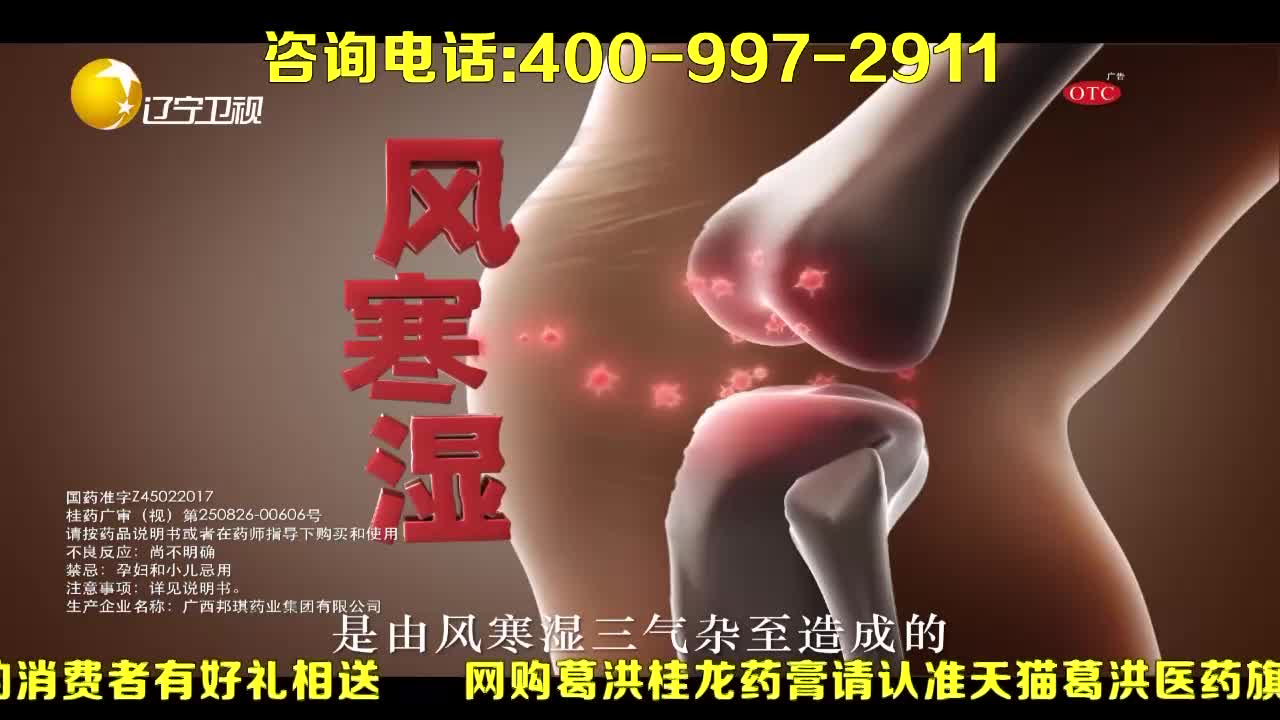 咨询电话:400-997-2911
辽宁卫视
广告
OTC
风
寒
湿
国药准字Z45022017
桂药广审（视）第250826-00606号
请按药品说明书或者在药师指导下购买和使用
不良反应：尚不明确
禁忌：孕妇和小儿忌用
注意事项：详见说明书。
生产企业名称：广西邦琪药业集团有限公司
是由风寒湿三气杂至造成的
的消费者有好礼相送 网购葛洪桂龙药膏请认准天猫葛洪医药旗